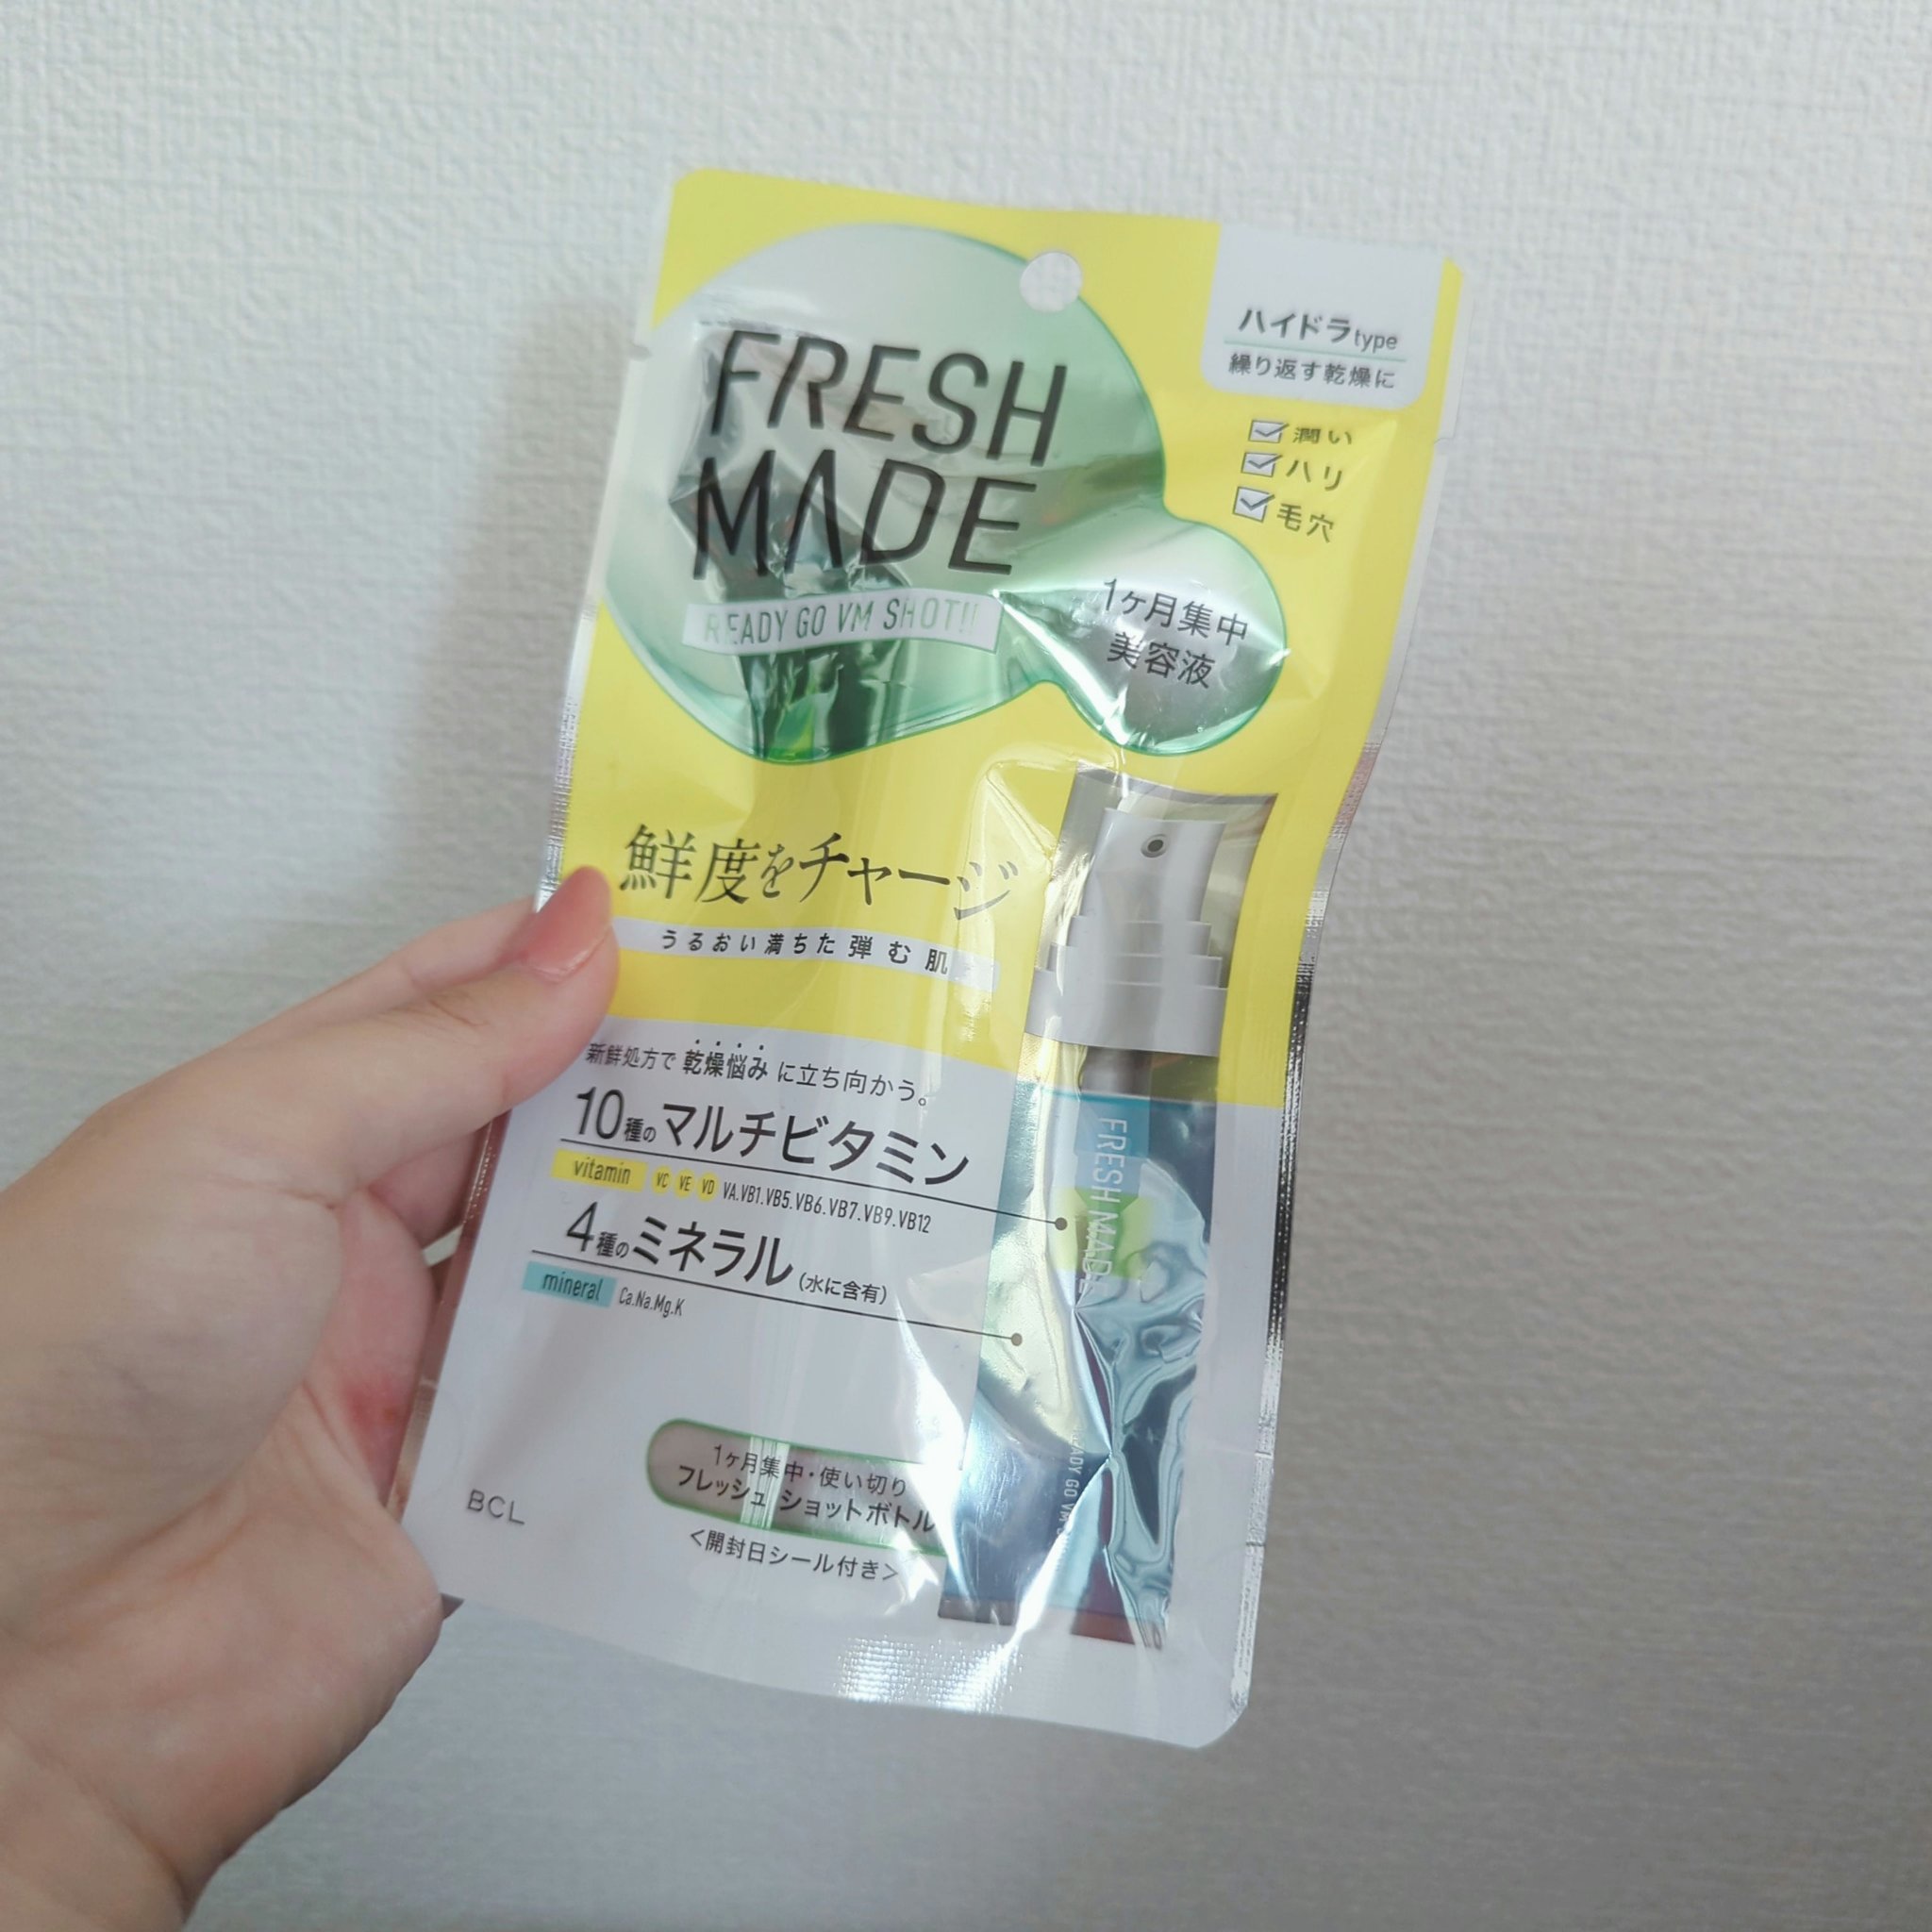 FRESH
MADE
READY GO VM SHOT!!
ハイドラtype
繰り返す乾燥に
潤い
ハリ
毛穴
1ヶ月集中
美容液
鮮度をチャージ
うるおい満ちた弾む肌
新鮮処方で乾燥悩みに立ち向かう。
10種のマルチビタミン
vitamin VC VE VD VA.VB1.VB5.VB6.VB7.VB9.VB12
4種のミネラル(水に含有)
mineral Ca.Na.Mg.K
FRESH MADE
READY GO VM
1ヶ月集中・使い切り
フレッシュ ショットボトル
<開封日シール付き>
BCL